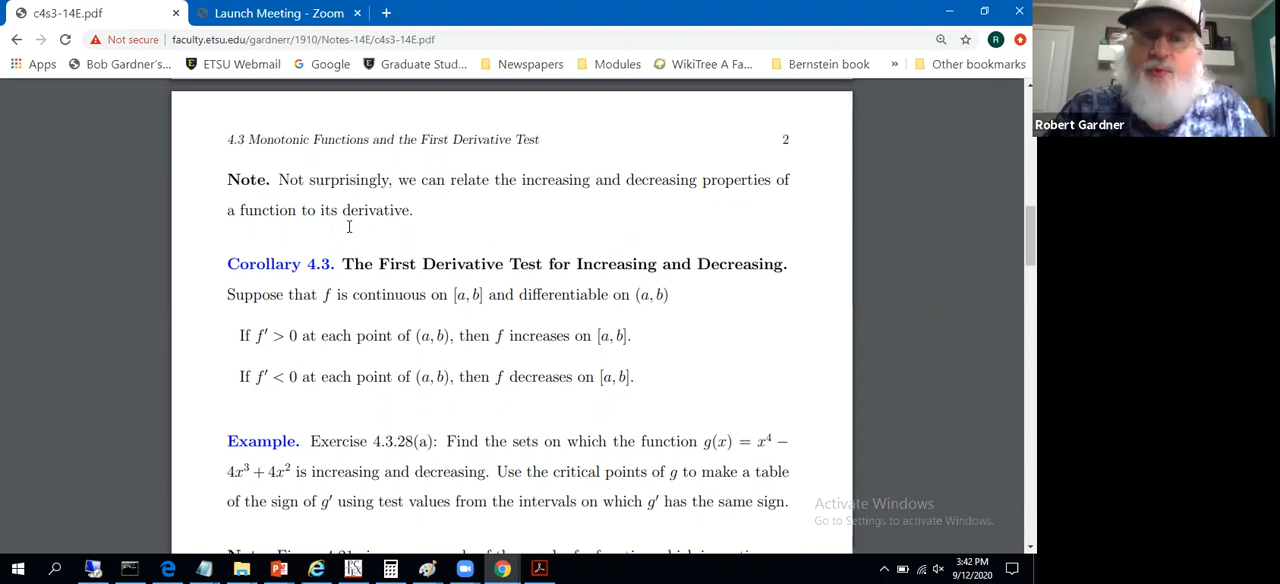 c4s3-14E.pdf
Launch Meeting - Zoom
Not secure
faculty.etsu.edu/gardnerr/1910/Notes-14E/c4s3-14E.pdf
R
Apps
Bob Gardner's...
ETSU Webmail
Google
Graduate Stud...
Newspapers
Modules
WikiTree A Fa...
Bernstein book
»
Other bookmarks
Robert Gardner
4.3 Monotonic Functions and the First Derivative Test 2
Note. Not surprisingly, we can relate the increasing and decreasing properties of
a function to its derivative.
Corollary 4.3. The First Derivative Test for Increasing and Decreasing.
Suppose that f is continuous on [a, b] and differentiable on (a, b)
If f′ > 0 at each point of (a, b), then f increases on [a, b].
If f′ < 0 at each point of (a, b), then f decreases on [a, b].
Example. Exercise 4.3.28(a): Find the sets on which the function g(x) = x⁴ −
4x³ + 4x² is increasing and decreasing. Use the critical points of g to make a table
of the sign of g′ using test values from the intervals on which g′ has the same sign.
Activate Windows
Go to Settings to activate Windows.
3:42 PM
9/12/2020